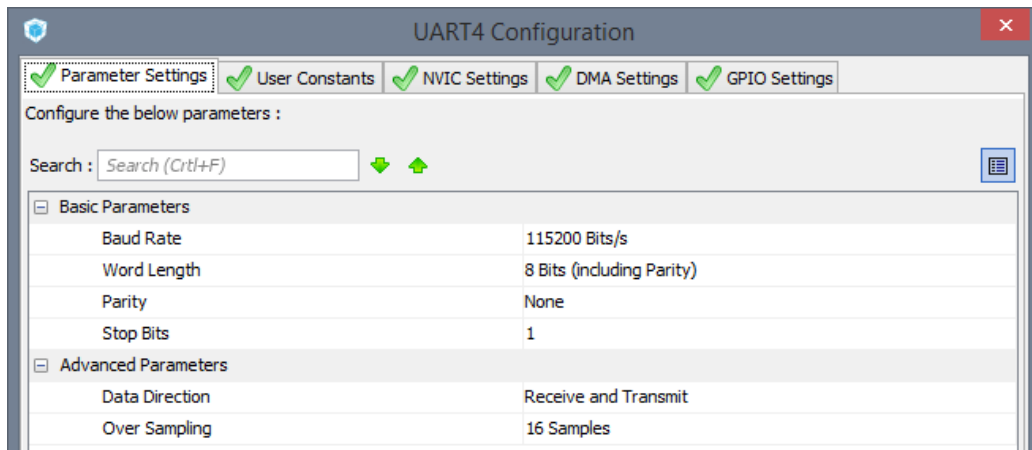 UART4 Configuration
Parameter Settings User Constants NVIC Settings DMA Settings GPIO Settings
Configure the below parameters :
Search : Search (Crtl+F)
Basic Parameters
Baud Rate 115200 Bits/s
Word Length 8 Bits (including Parity)
Parity None
Stop Bits 1
Advanced Parameters
Data Direction Receive and Transmit
Over Sampling 16 Samples